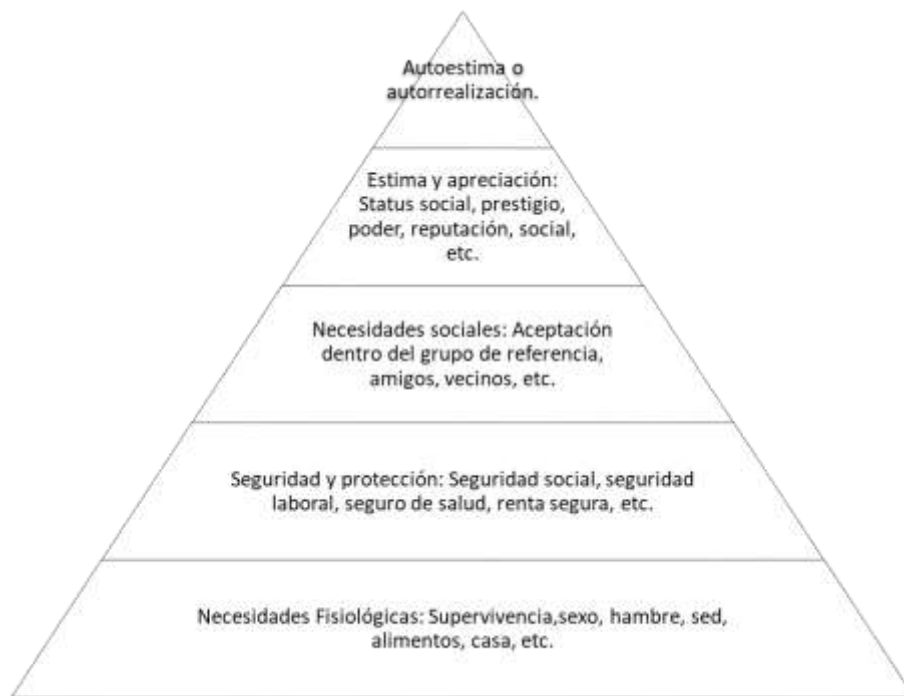 Autoestima o
autorrealización.
Estima y apreciación:
Status social, prestigio,
poder, reputación, social,
etc.
Necesidades sociales: Aceptación
dentro del grupo de referencia,
amigos, vecinos, etc.
Seguridad y protección: Seguridad social, seguridad
laboral, seguro de salud, renta segura, etc.
Necesidades Fisiológicas: Supervivencia,sexo, hambre, sed,
alimentos, casa, etc.